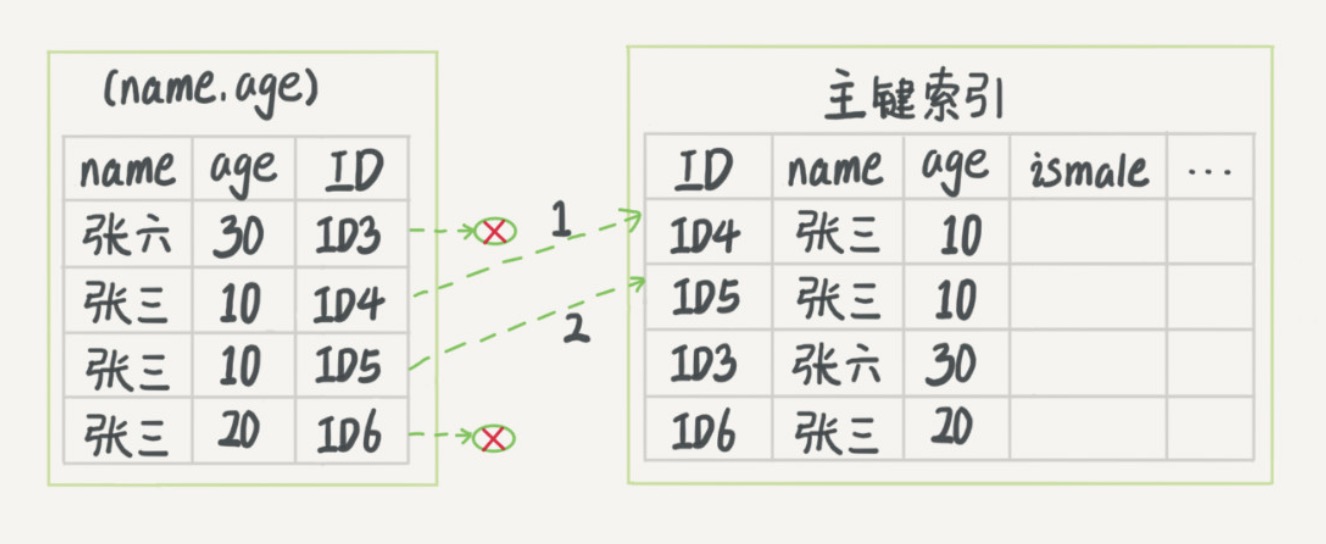 (name,age)
name age ID
张六 30 ID3
张三 10 ID4
张三 10 ID5
张三 20 ID6
1
2
主键索引
ID name age ismale ...
ID4 张三 10
ID5 张三 10
ID3 张六 30
ID6 张三 20